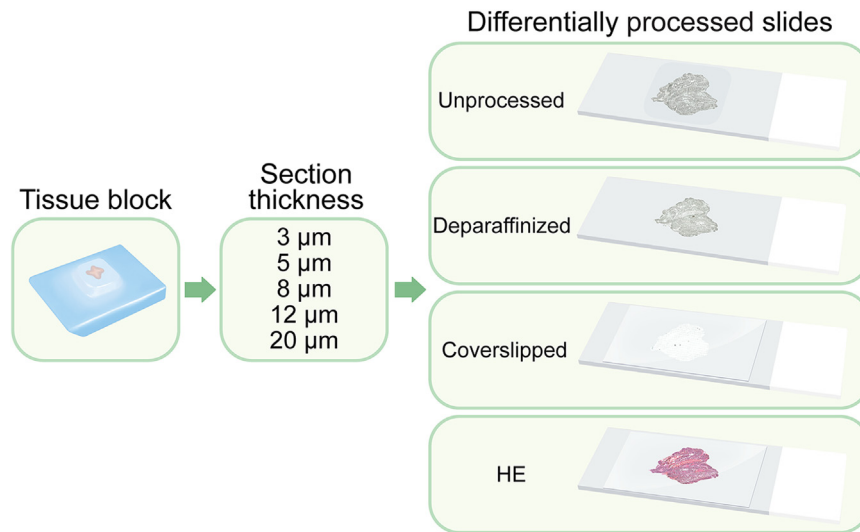 Differentially processed slides
Unprocessed
Tissue block
Section
thickness
3 µm
5 µm
8 µm
12 µm
20 µm
Deparaffinized
Coverslipped
HE